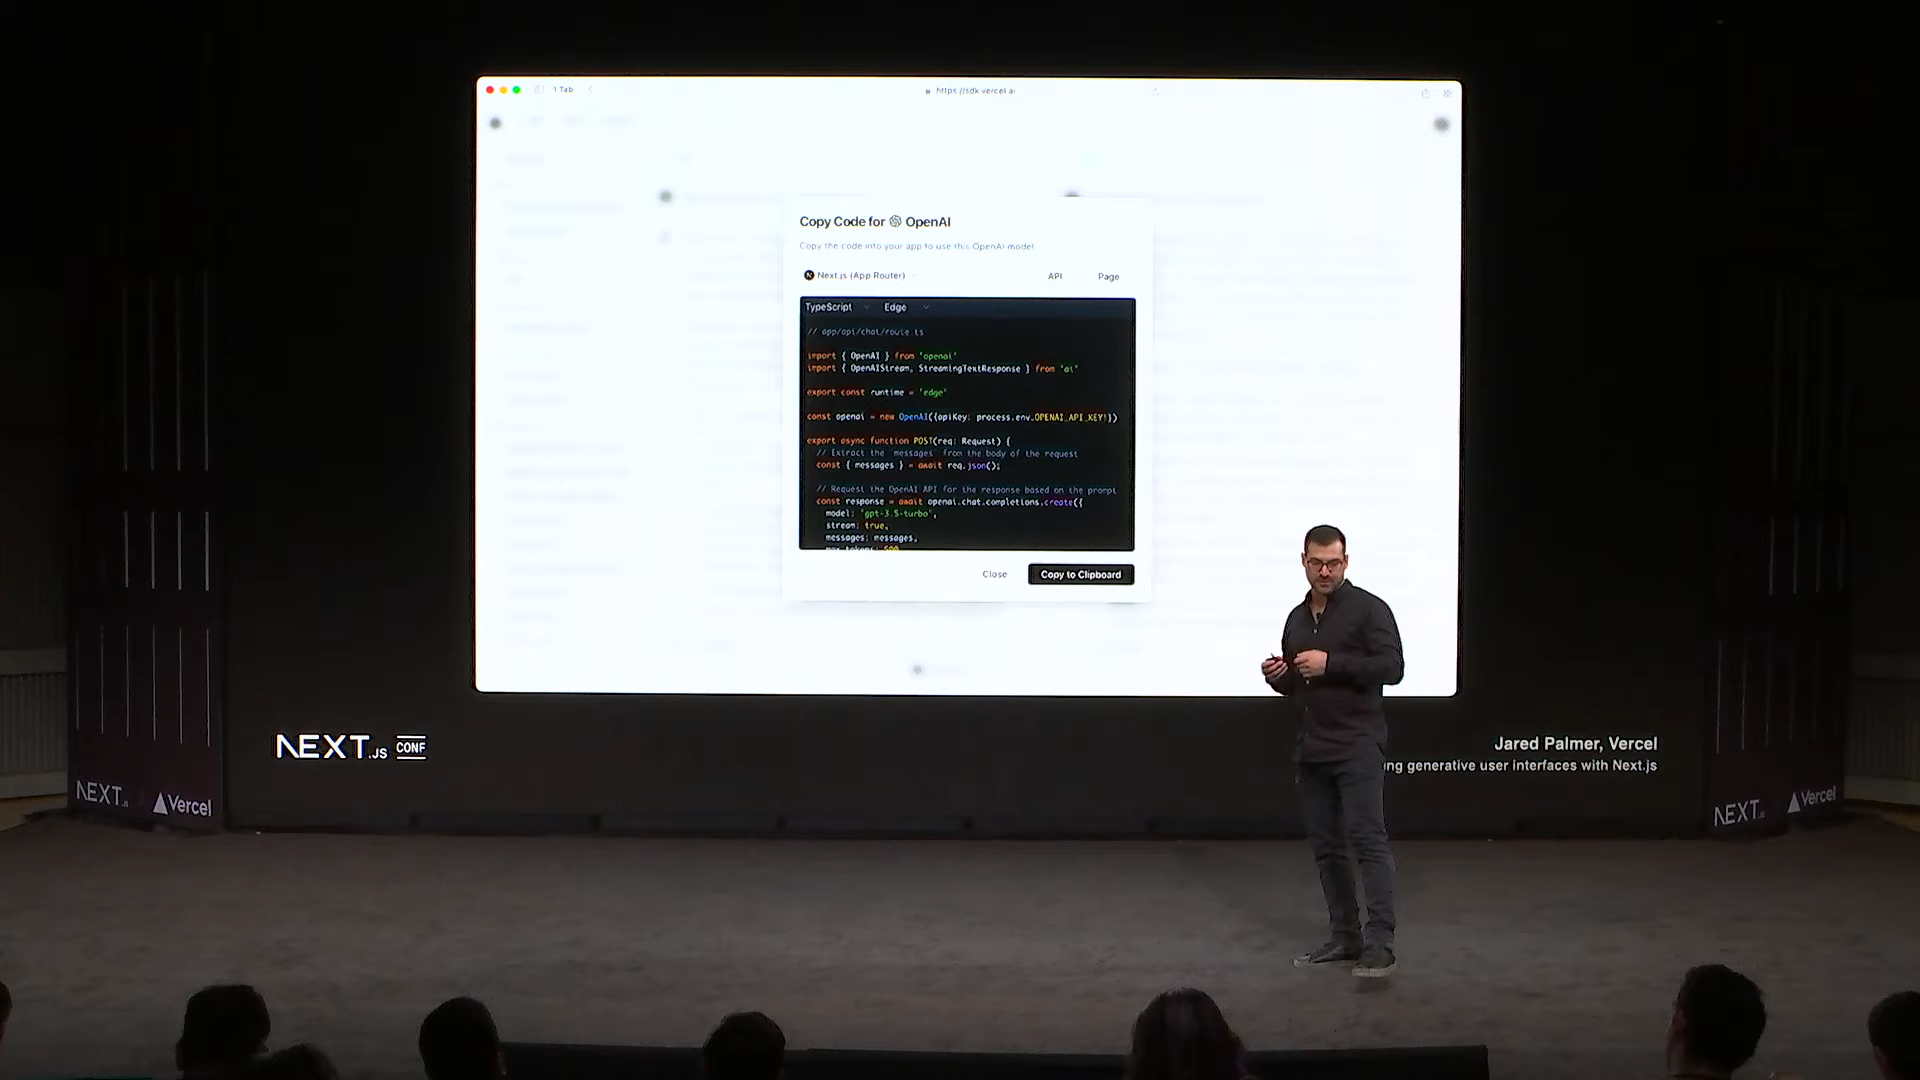 1 Tab
https://sdk.vercel.ai
Copy Code for OpenAI
Copy the code into your app to use this OpenAI model
Next.js (App Router)
API
Page
TypeScript
Edge
// app/api/chat/route.ts
import { OpenAI } from 'openai'
import { OpenAIStream, StreamingTextResponse } from 'ai'
export const runtime = 'edge'
const openai = new OpenAI({apiKey: process.env.OPENAI_API_KEY!})
export async function POST(req: Request) {
// Extract the `messages` from the body of the request
const { messages } = await req.json();
// Request the OpenAI API for the response based on the prompt
const response = await openai.chat.completions.create({
model: 'gpt-3.5-turbo',
stream: true,
messages: messages,
max_tokens: 500
Close
Copy to Clipboard
NEXT.JS CONF
Jared Palmer, Vercel
generative user interfaces with Next.js
NEXT.JS
Vercel
NEXT.JS
Vercel